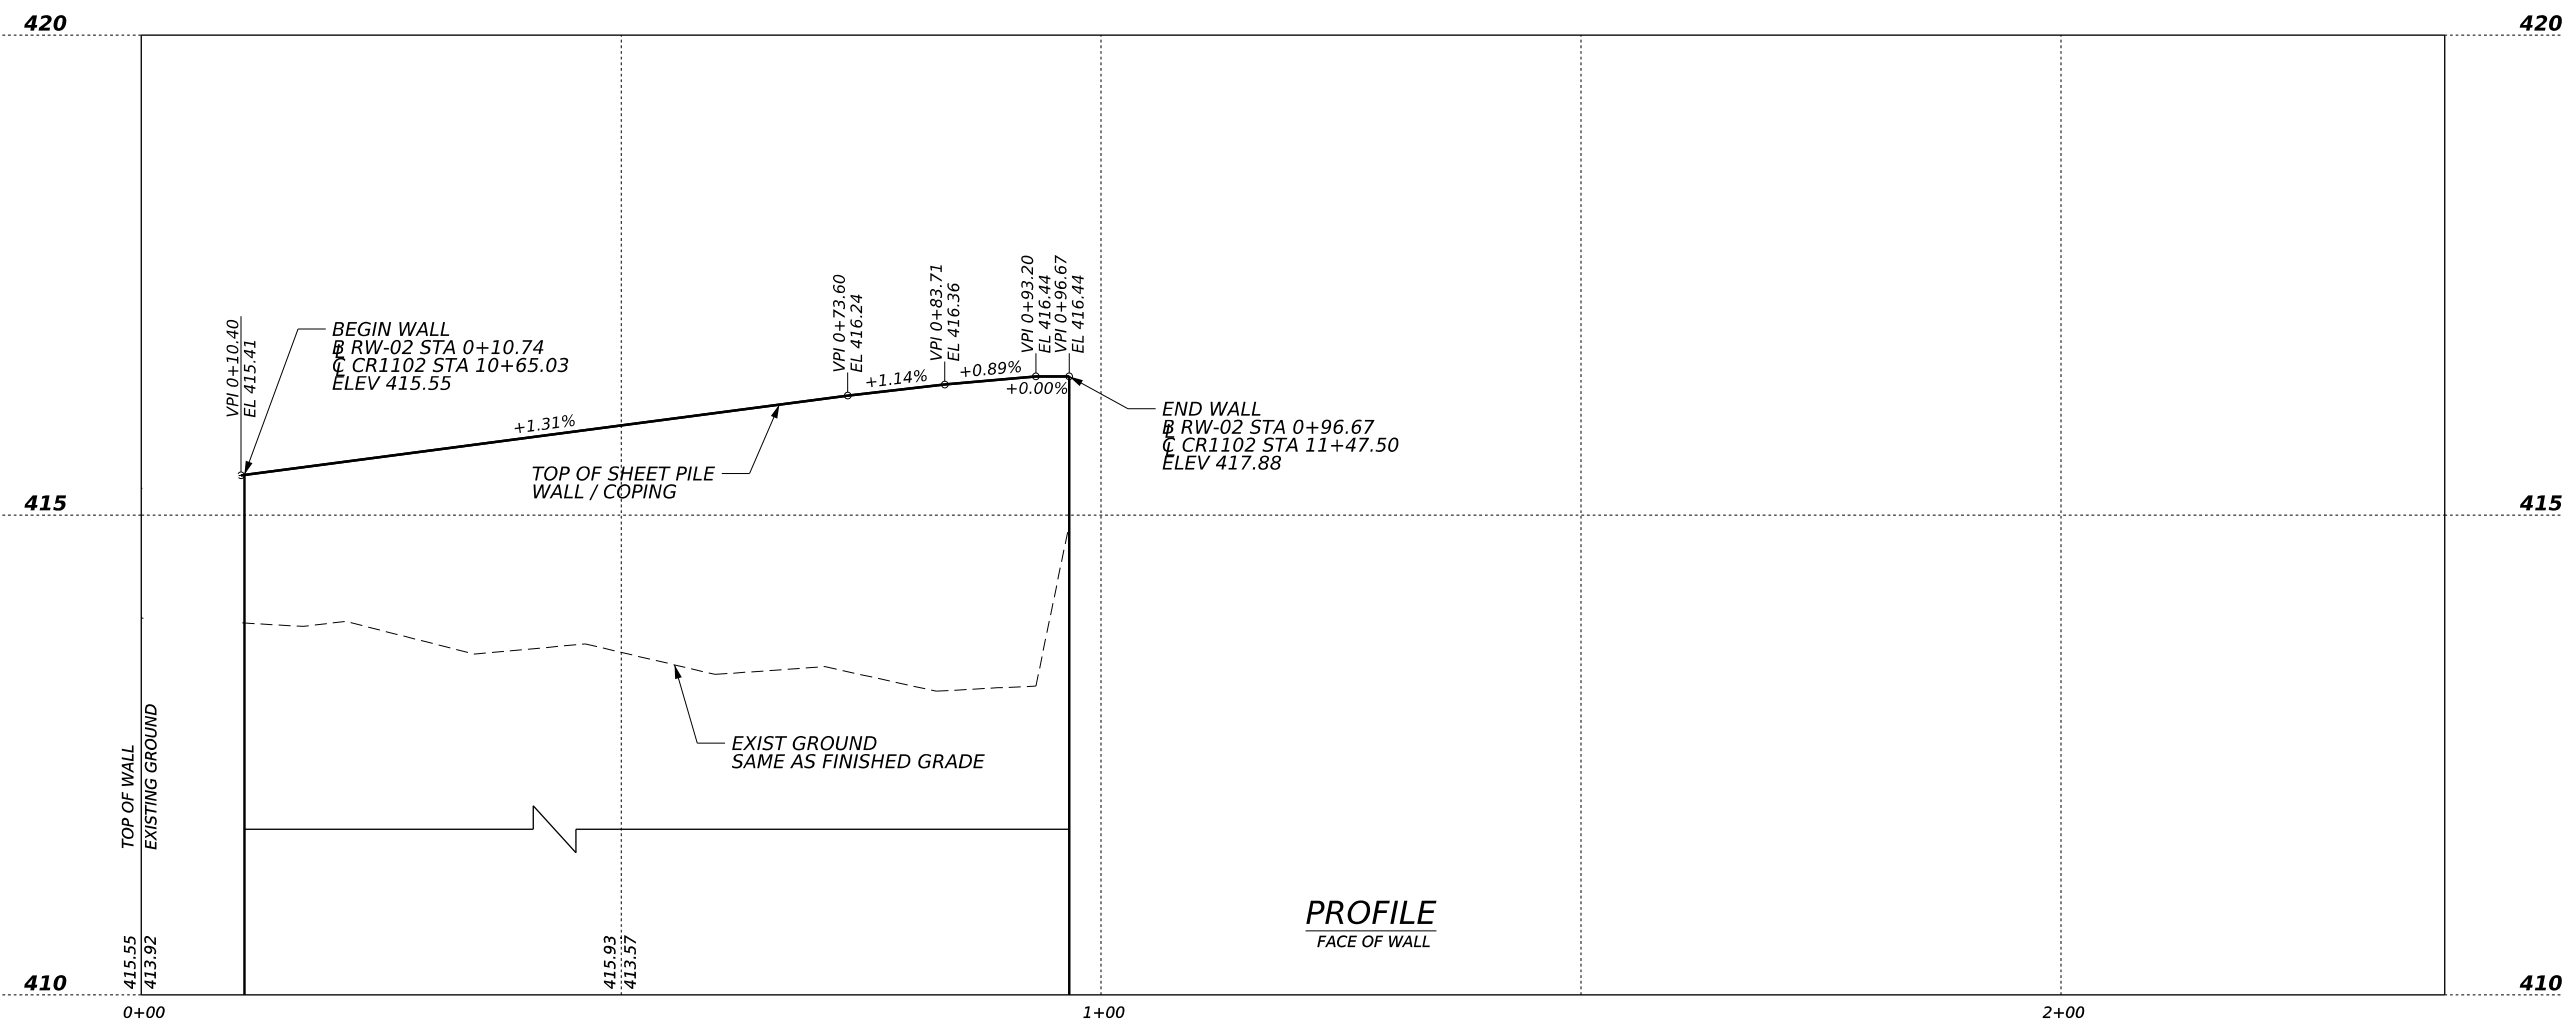 420
420
VPI 0+10.40
EL 415.41
BEGIN WALL
BL RW-02 STA 0+10.74
CL CR1102 STA 10+65.03
ELEV 415.55
+1.31%
TOP OF SHEET PILE
WALL / COPING
VPI 0+73.60
EL 416.24
+1.14%
VPI 0+83.71
EL 416.36
+0.89%
VPI 0+93.20
EL 416.44
+0.00%
VPI 0+96.67
EL 416.44
END WALL
BL RW-02 STA 0+96.67
CL CR1102 STA 11+47.50
ELEV 417.88
415
415
EXIST GROUND
SAME AS FINISHED GRADE
TOP OF WALL
EXISTING GROUND
415.55
413.92
415.93
413.57
PROFILE
FACE OF WALL
410
410
0+00
1+00
2+00